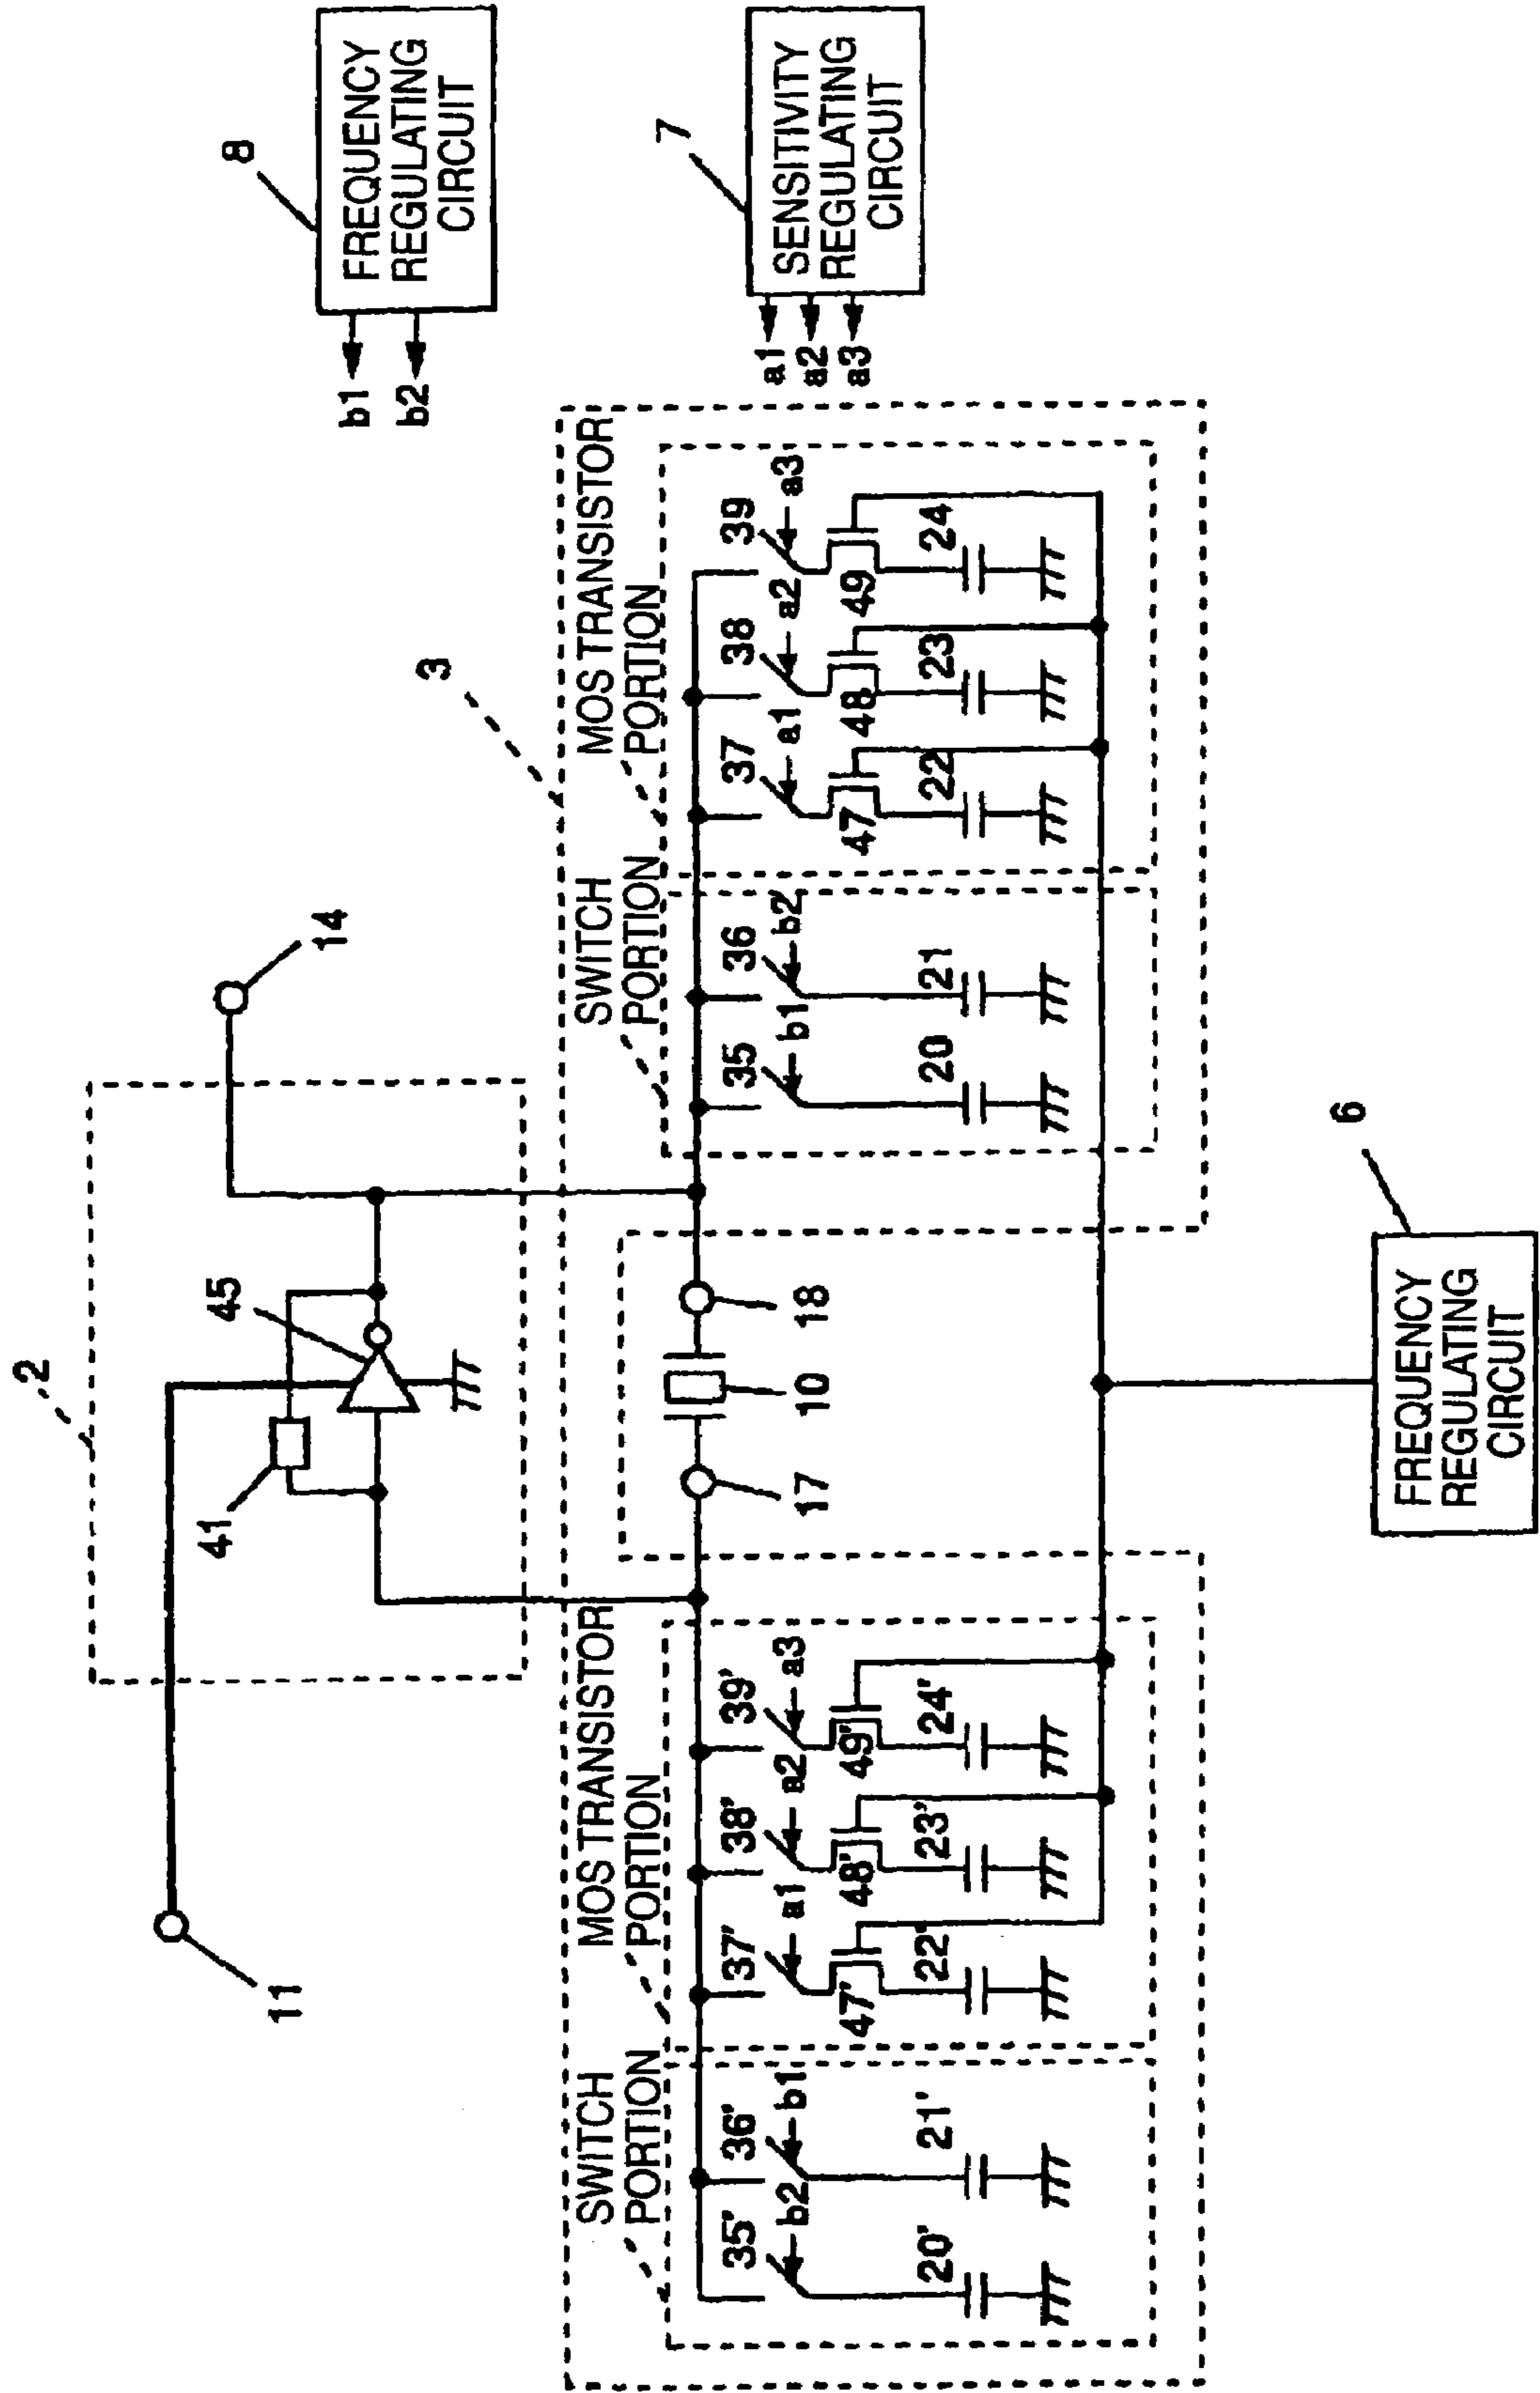 2
41
45
8
11
14
FREQUENCY
REGULATING
CIRCUIT
b1
b2
3
7
SWITCH
PORTION
MOS TRANSISTOR
PORTION
SWITCH
PORTION
MOS TRANSISTOR
PORTION
SENSITIVITY
REGULATING
CIRCUIT
a1
a2
a3
35' 36' 37' 38' 39'
35 36 37 38 39
b2 b1 a1 a2 a3
17 10 18
b1 b2 a1 a2 a3
47' 48' 49'
47 48 49
20' 21' 22' 23' 24'
20 21 22 23 24
6
FREQUENCY
REGULATING
CIRCUIT